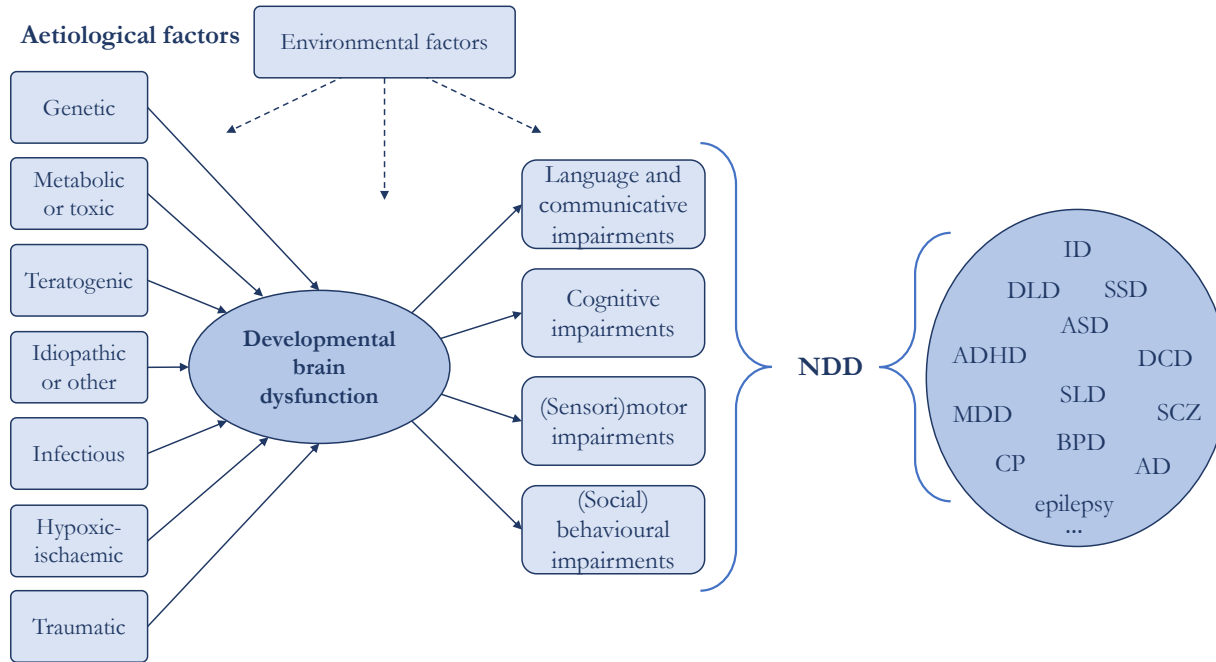 Aetiological factors
Environmental factors
Genetic
Metabolic
or toxic
Teratogenic
Idiopathic
or other
Infectious
Hypoxic-
ischaemic
Traumatic
Developmental
brain
dysfunction
Language and
communicative
impairments
Cognitive
impairments
(Sensori)motor
impairments
(Social)
behavioural
impairments
NDD
ID
DLD SSD
ASD
ADHD DCD
SLD
MDD SCZ
BPD
CP AD
epilepsy
...